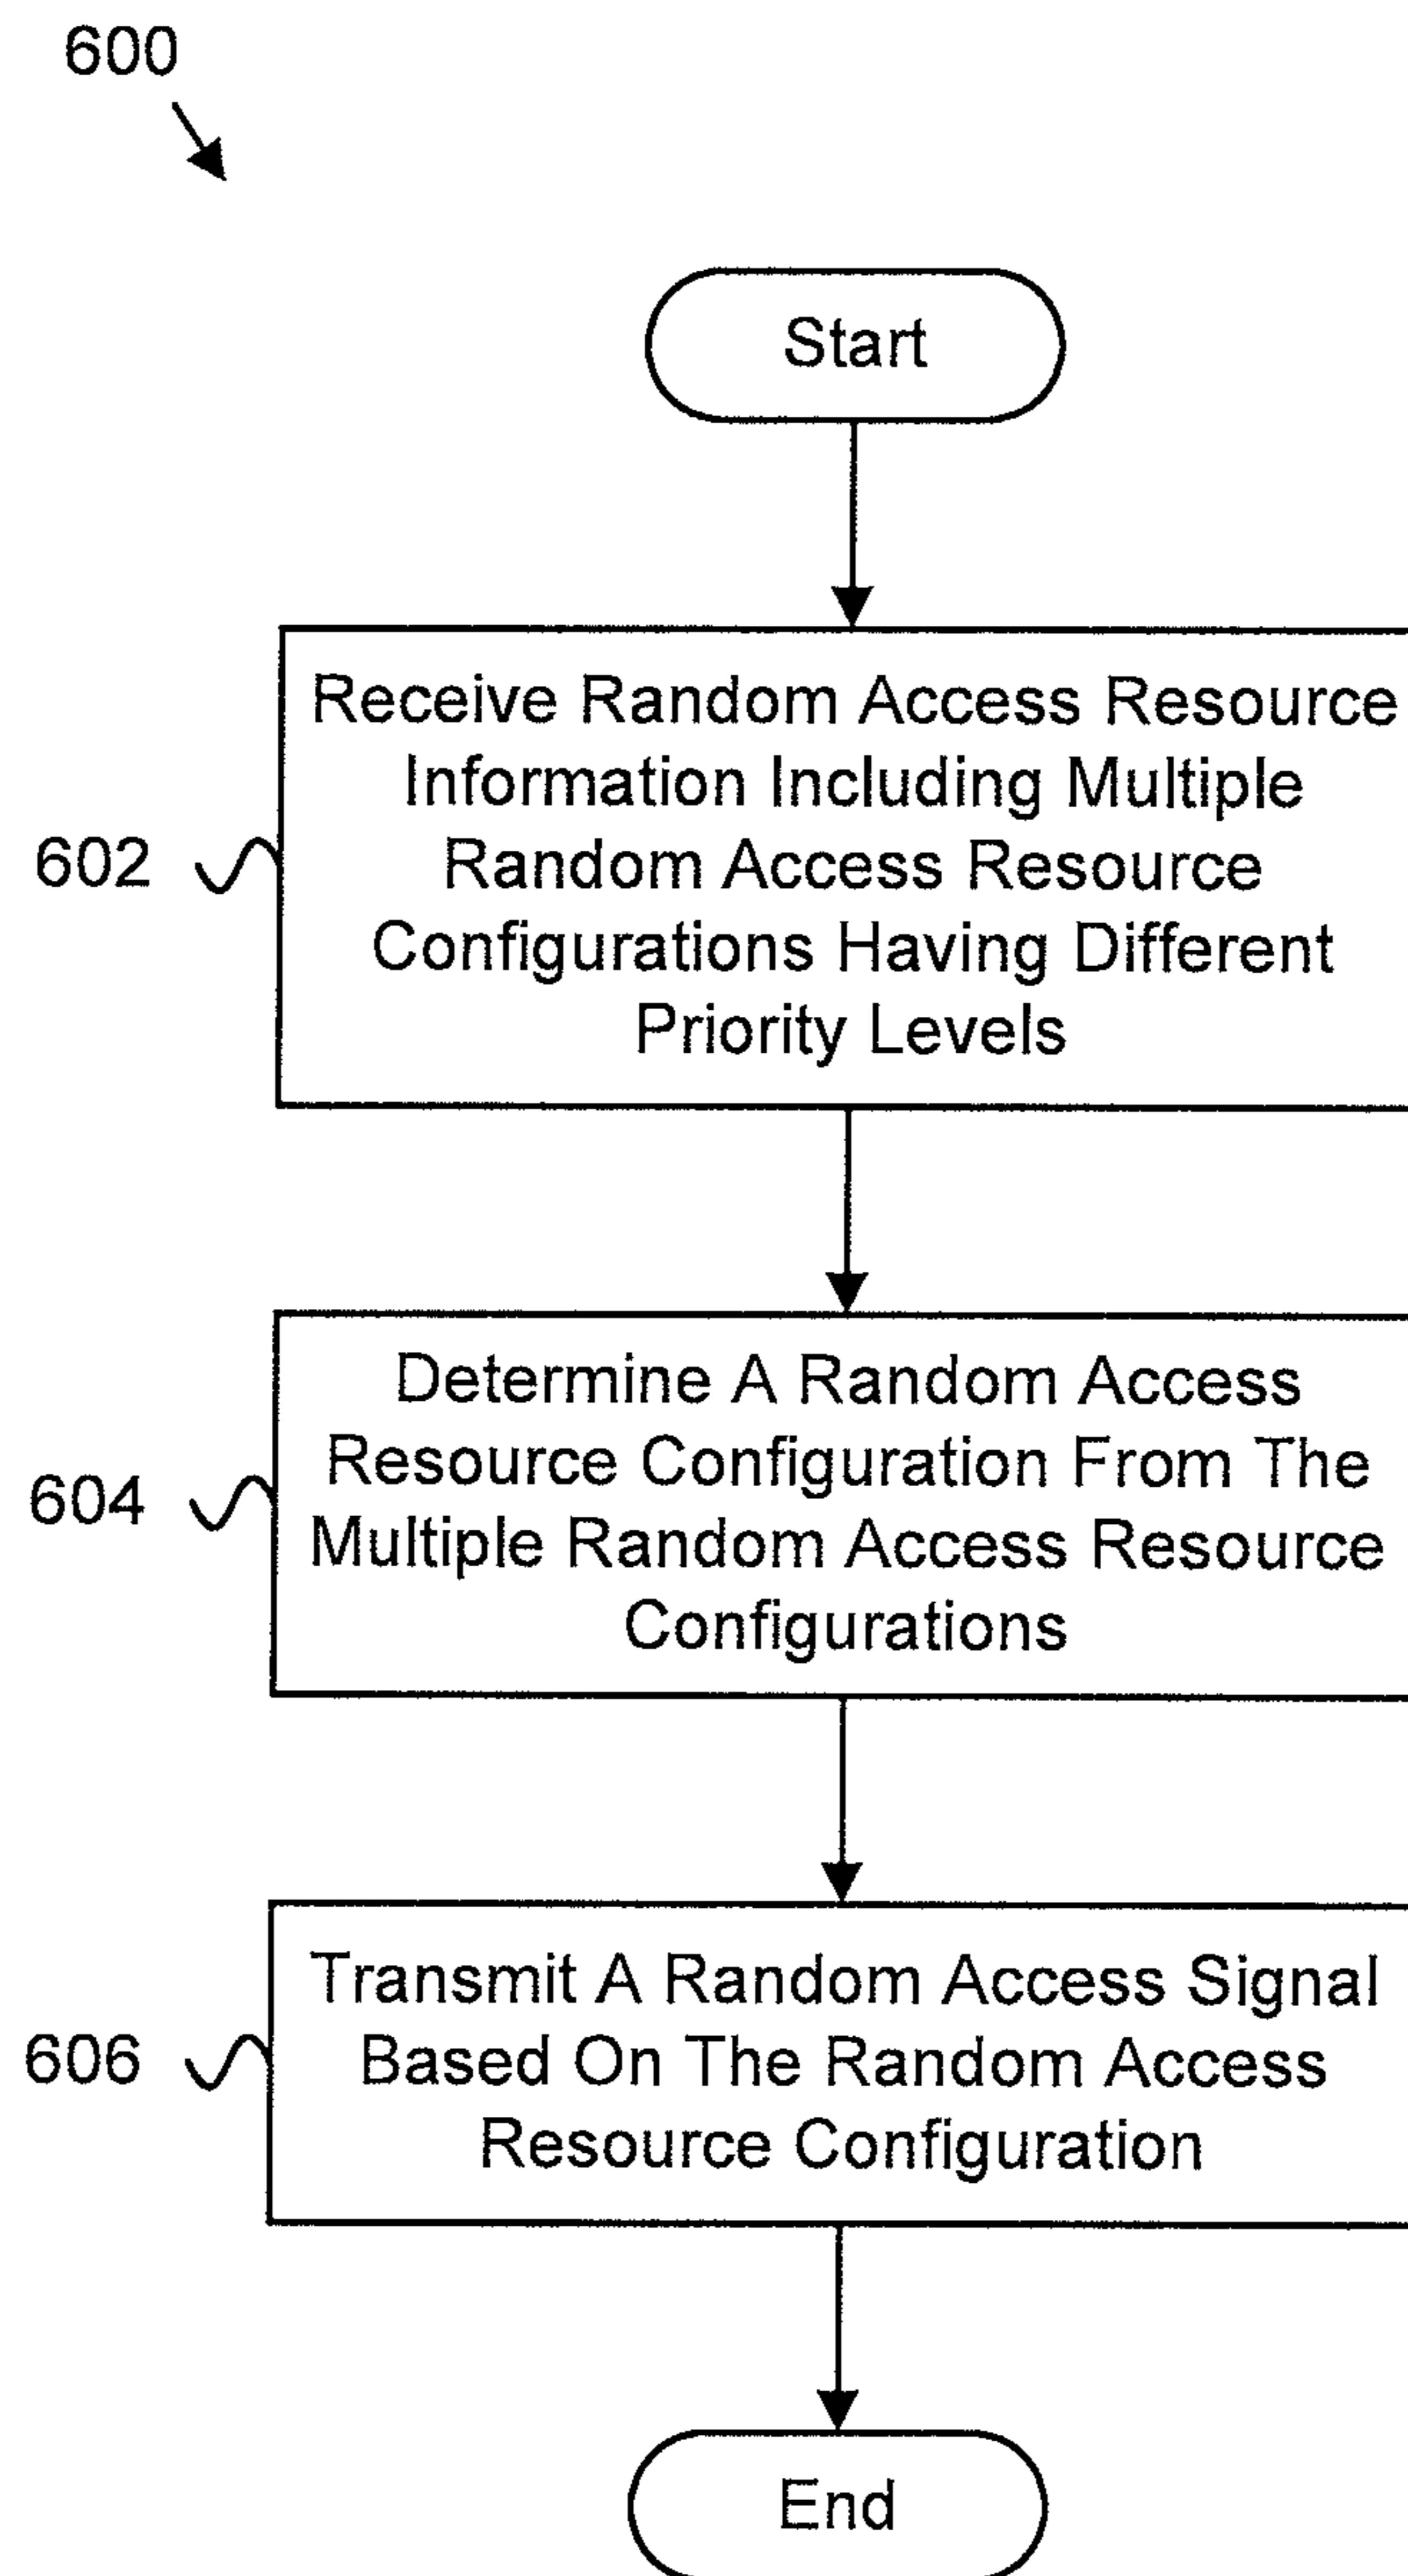 600
Start
602
Receive Random Access Resource
Information Including Multiple
Random Access Resource
Configurations Having Different
Priority Levels
604
Determine A Random Access
Resource Configuration From The
Multiple Random Access Resource
Configurations
606
Transmit A Random Access Signal
Based On The Random Access
Resource Configuration
End